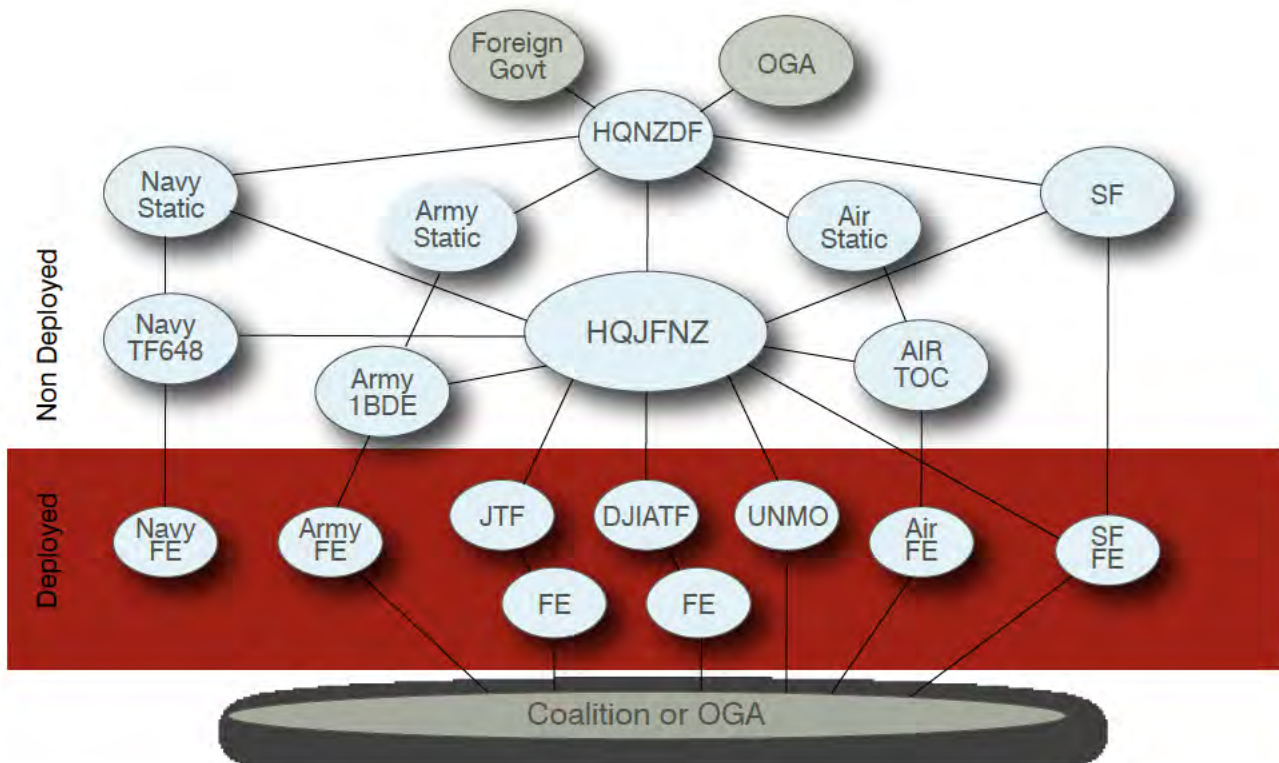 Foreign
Govt
OGA
HQNZDF
Navy
Static
Army
Static
Air
Static
SF
Non Deployed
Navy
TF648
HQJFNZ
Army
1BDE
AIR
TOC
Deployed
Navy
FE
Army
FE
JTF
DJIATF
UNMO
Air
FE
SF
FE
FE
FE
Coalition or OGA